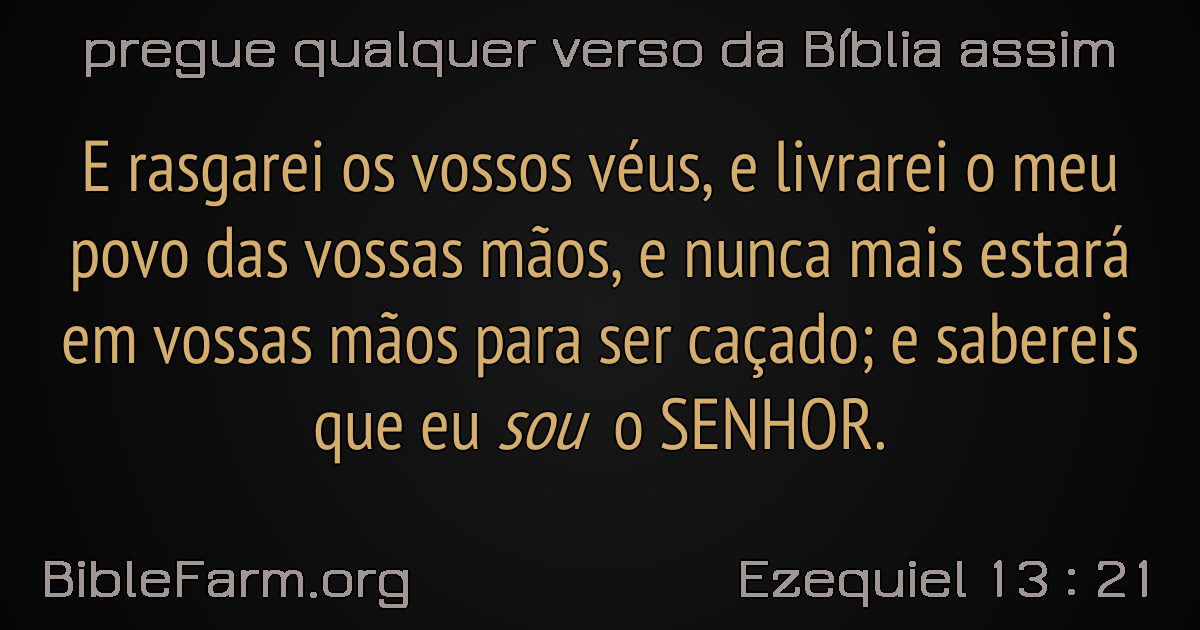 pregue qualquer verso da Bíblia assim
E rasgarei os vossos véus, e livrarei o meu
povo das vossas mãos, e nunca mais estará
em vossas mãos para ser caçado; e sabereis
que eu sou o SENHOR.
BibleFarm.org
Ezequiel 13 : 21